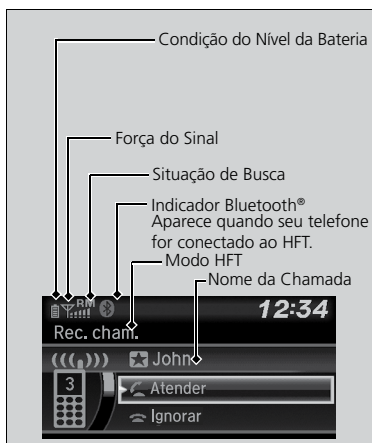 Condição do Nível da Bateria
Força do Sinal
Situação de Busca
Indicador Bluetooth®
Aparece quando seu telefone
for conectado ao HFT.
Modo HFT
Nome da Chamada
RM
12:34
Rec. cham.
John
3
Atender
Ignorar